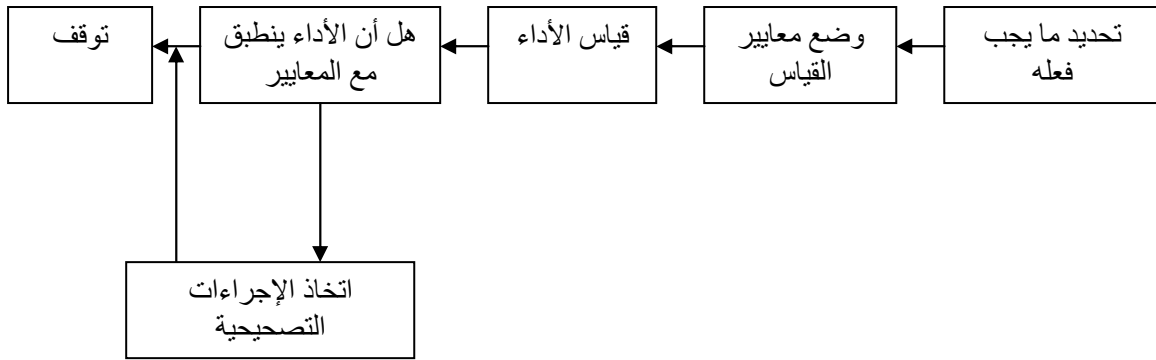 تحديد ما يجب
فعله
وضع معايير
القياس
قياس الأداء
هل أن الأداء ينطبق
مع المعايير
توقف
اتخاذ الإجراءات
التصحيحية